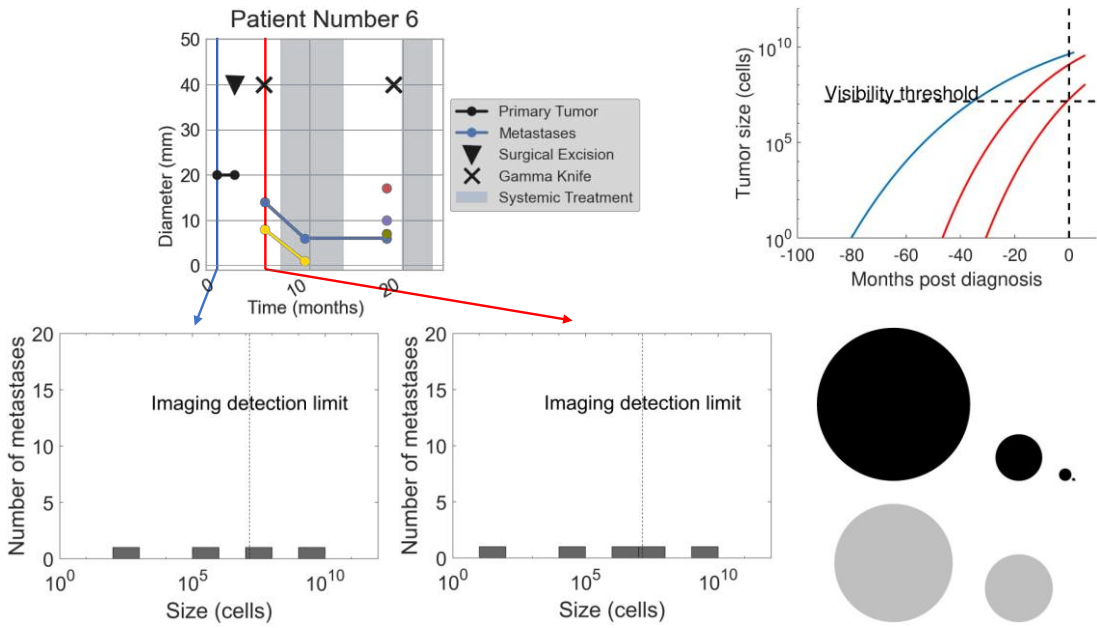 Patient Number 6
Diameter (mm)
50
40
30
20
10
0
0
10
20
Time (months)
Primary Tumor
Metastases
Surgical Excision
Gamma Knife
Systemic Treatment
Tumor size (cells)
10^10
10^5
10^0
Visibility threshold
-100
-80
-60
-40
-20
0
Months post diagnosis
Number of metastases
20
15
10
5
0
Imaging detection limit
10^0
10^5
10^10
Size (cells)
Number of metastases
20
15
10
5
0
Imaging detection limit
10^0
10^5
10^10
Size (cells)